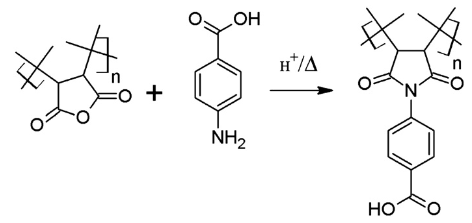 O OH
n
O O O
+
NH₂
H⁺/Δ
n
O N O
HO O